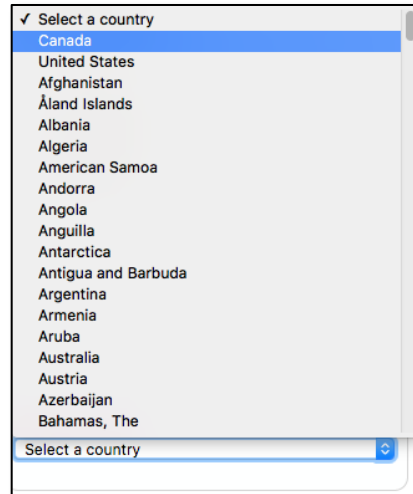 ✓ Select a country
Canada
United States
Afghanistan
Åland Islands
Albania
Algeria
American Samoa
Andorra
Angola
Anguilla
Antarctica
Antigua and Barbuda
Argentina
Armenia
Aruba
Australia
Austria
Azerbaijan
Bahamas, The
Select a country